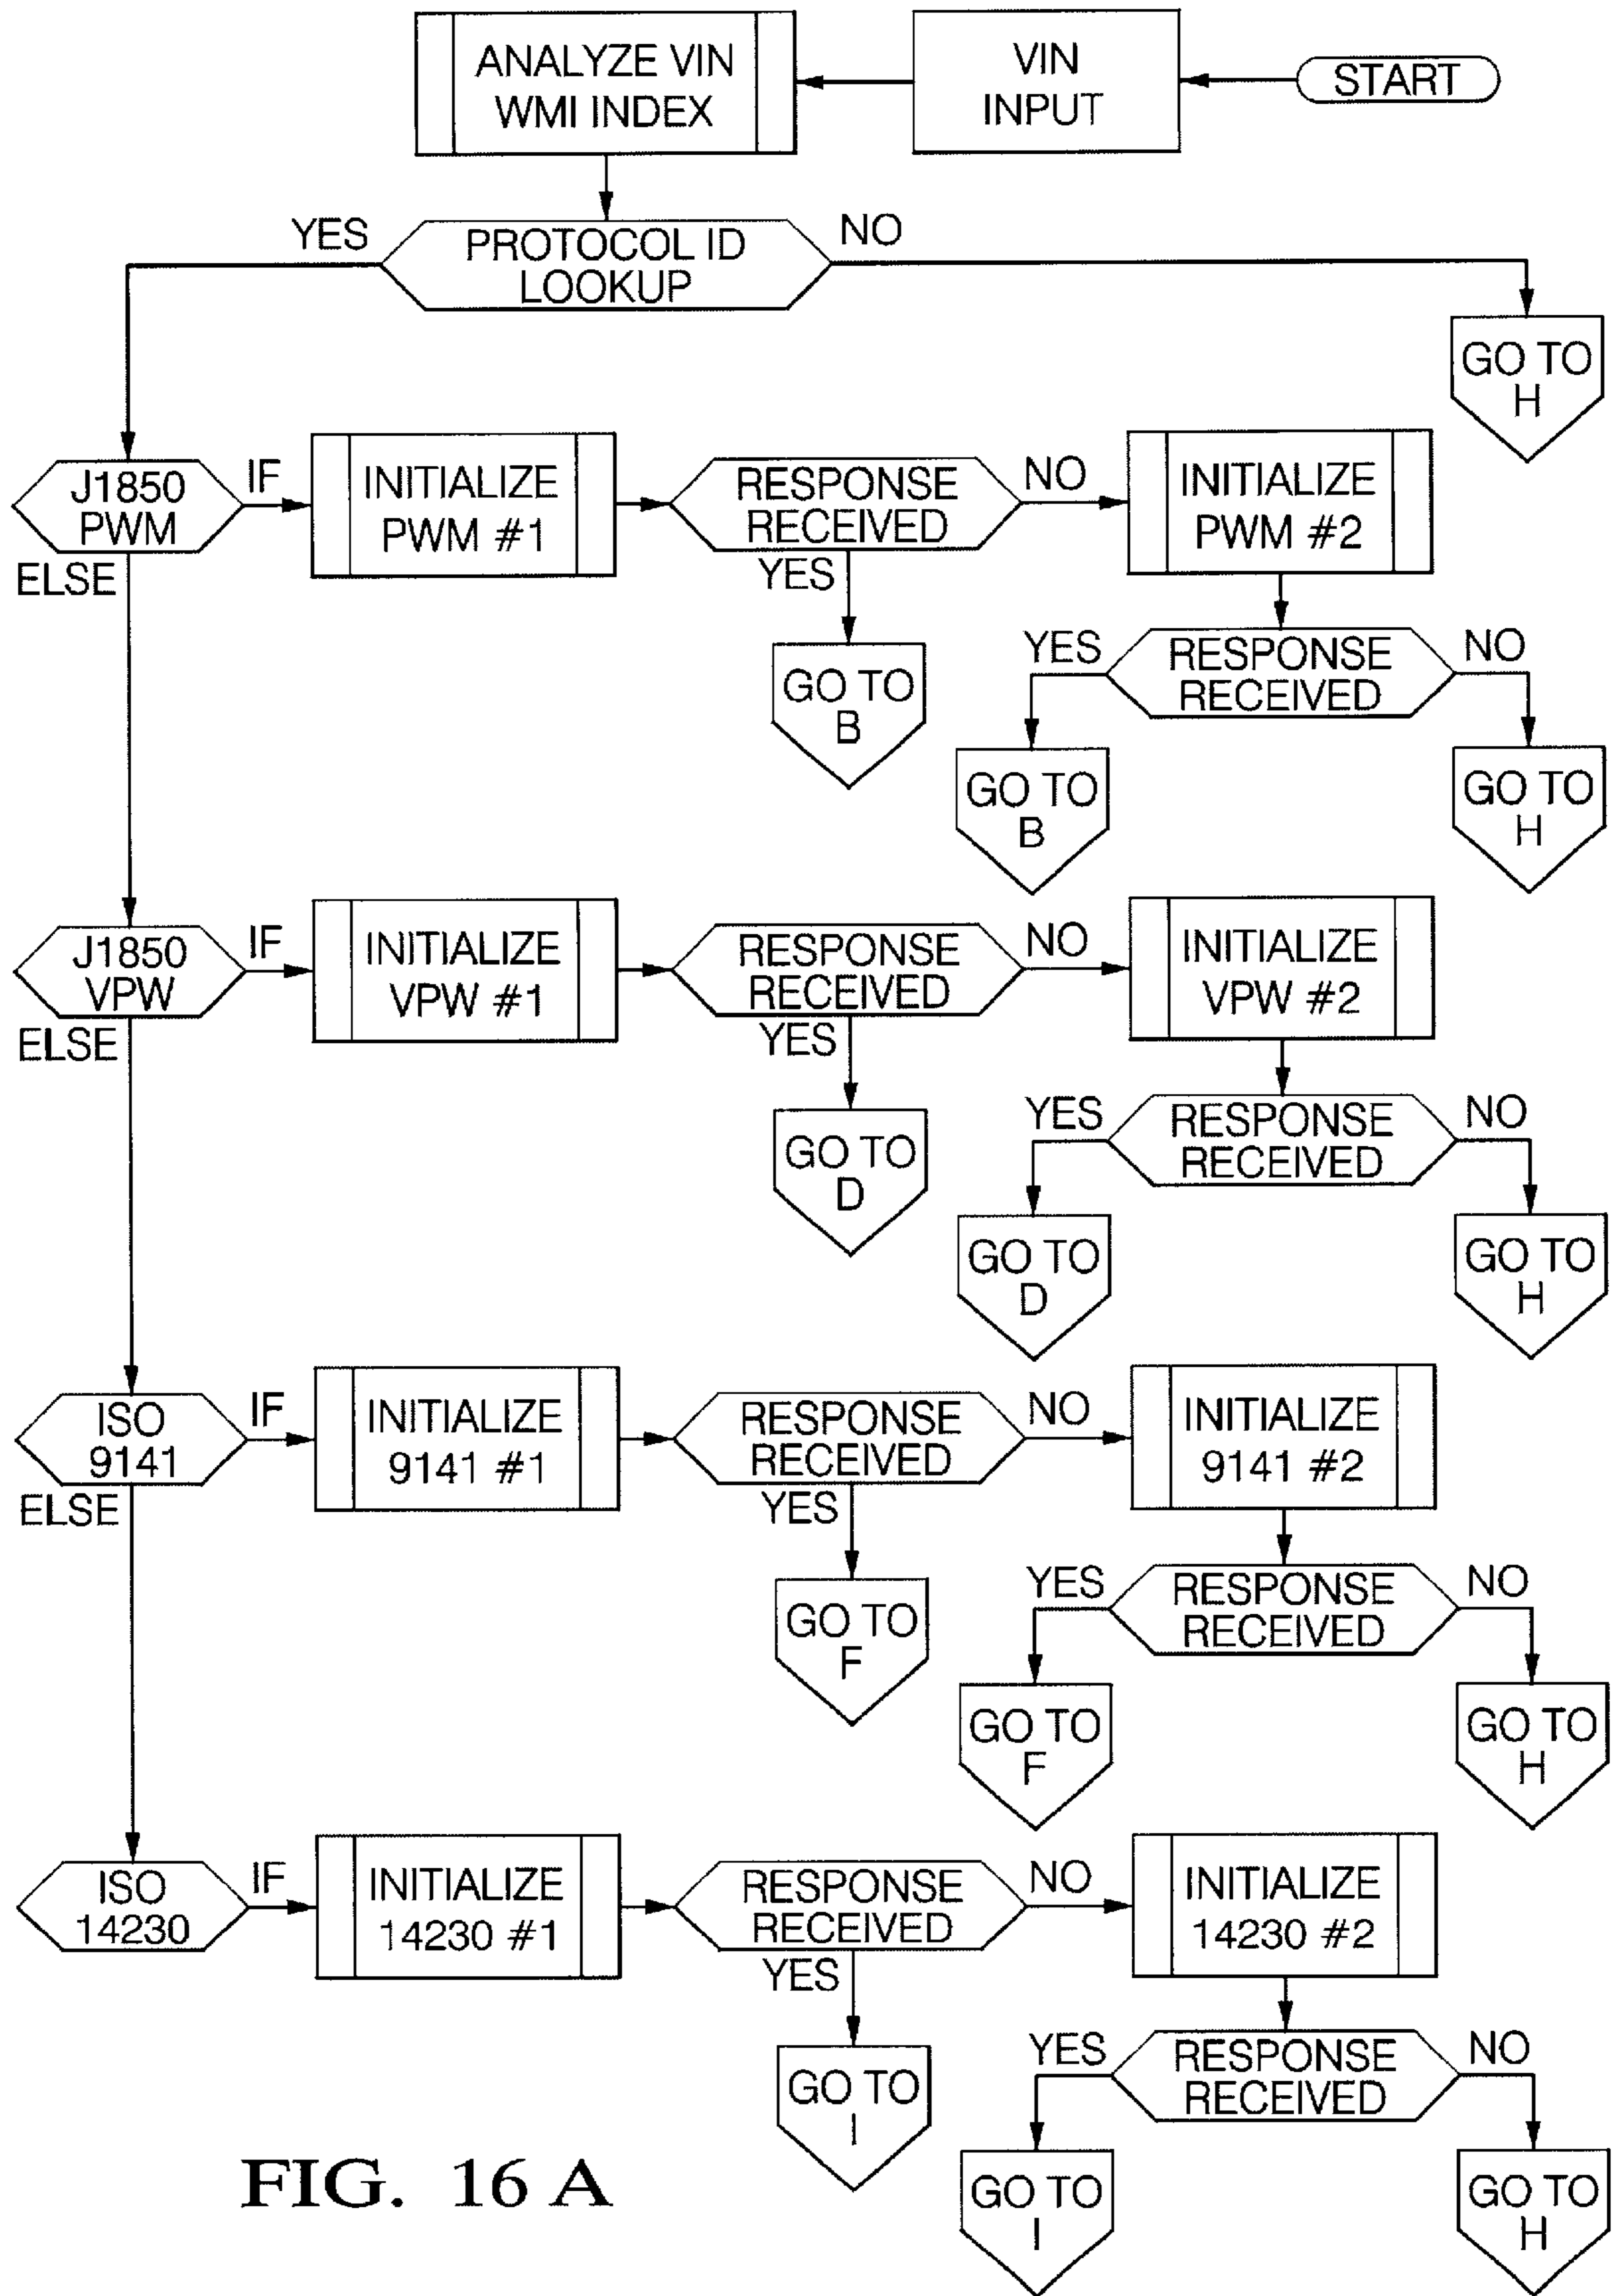 ANALYZE VIN
WMI INDEX
VIN
INPUT
START
YES
PROTOCOL ID
LOOKUP
NO
GO TO
H
J1850
PWM
IF
INITIALIZE
PWM #1
RESPONSE
RECEIVED
NO
INITIALIZE
PWM #2
ELSE
YES
GO TO
B
YES
RESPONSE
RECEIVED
NO
GO TO
B
GO TO
H
J1850
VPW
IF
INITIALIZE
VPW #1
RESPONSE
RECEIVED
NO
INITIALIZE
VPW #2
ELSE
YES
GO TO
D
YES
RESPONSE
RECEIVED
NO
GO TO
D
GO TO
H
ISO
9141
IF
INITIALIZE
9141 #1
RESPONSE
RECEIVED
NO
INITIALIZE
9141 #2
ELSE
YES
GO TO
F
YES
RESPONSE
RECEIVED
NO
GO TO
F
GO TO
H
ISO
14230
IF
INITIALIZE
14230 #1
RESPONSE
RECEIVED
NO
INITIALIZE
14230 #2
YES
GO TO
I
YES
RESPONSE
RECEIVED
NO
GO TO
I
GO TO
H
FIG. 16 A